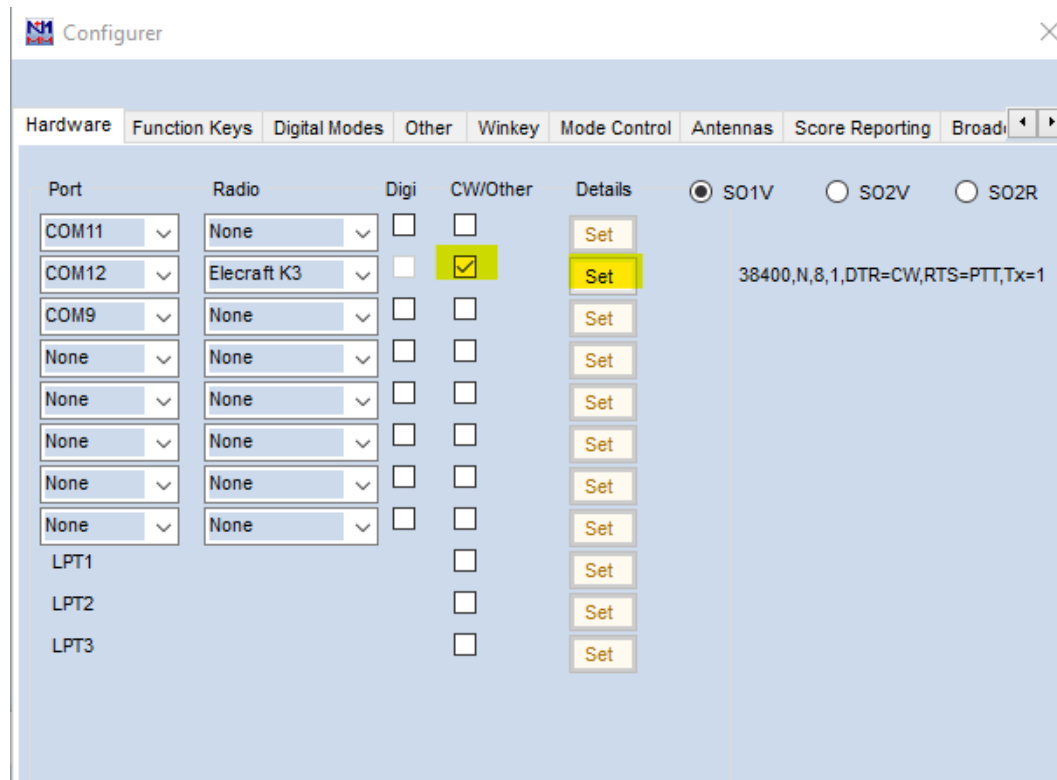 N1
MM
Configurer
Hardware Function Keys Digital Modes Other Winkey Mode Control Antennas Score Reporting
Port Radio Digi CW/Other Details SO1V SO2V SO2R
COM11 None Set
COM12 Elecraft K3 Set 38400,N,8,1,DTR=CW,RTS=PTT,Tx=1
COM9 None Set
None None Set
None None Set
None None Set
None None Set
None None Set
LPT1 Set
LPT2 Set
LPT3 Set